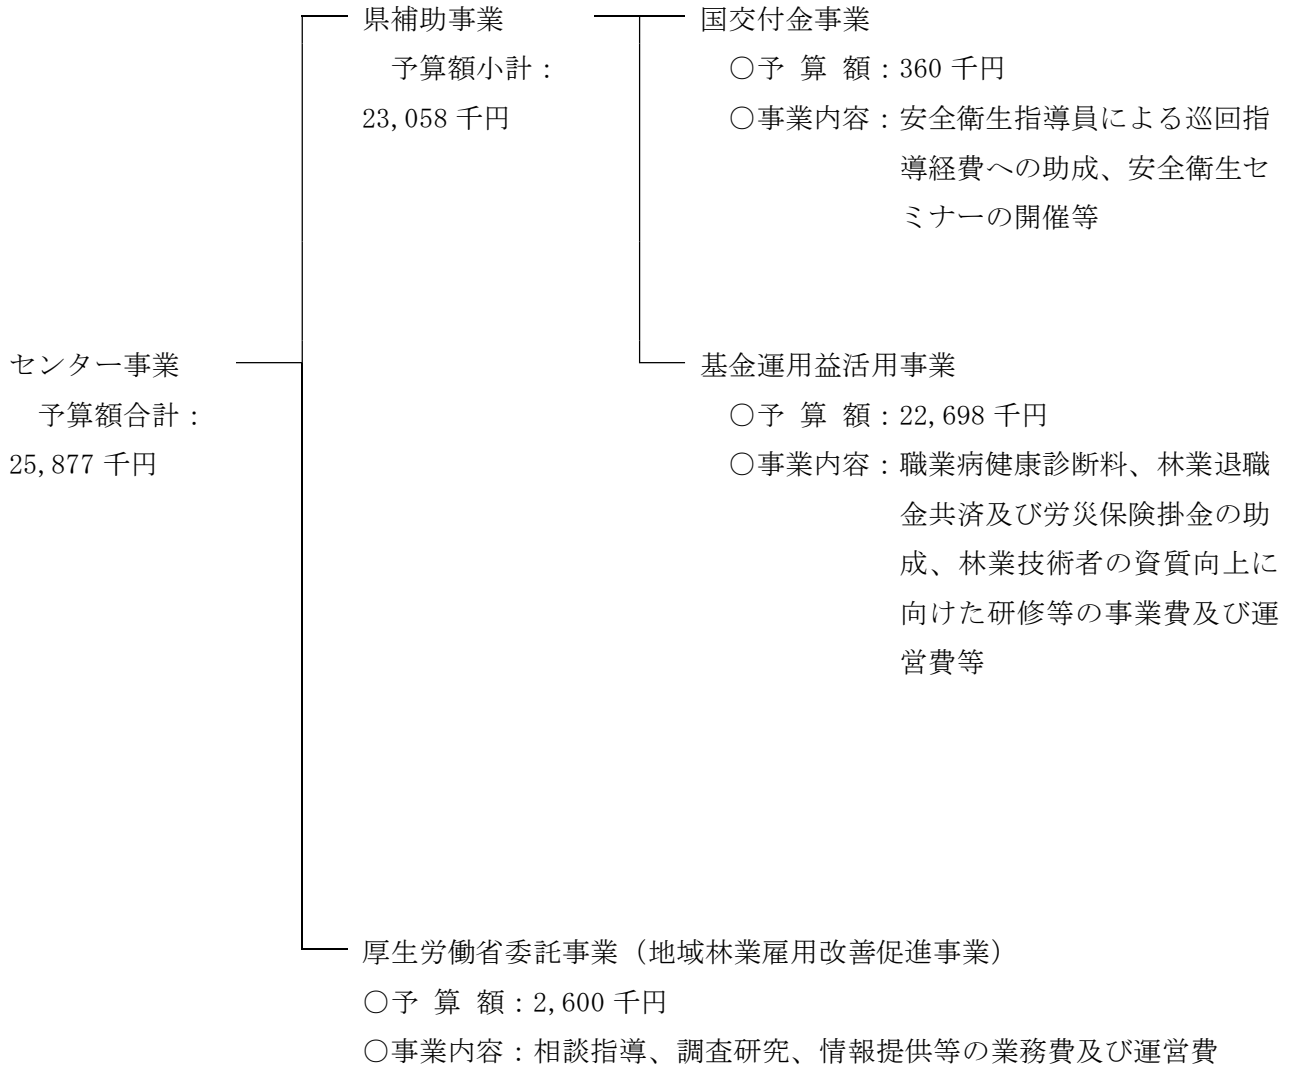 県補助事業
予算額小計：
23,058 千円
国交付金事業
○予 算 額：360 千円
○事業内容：安全衛生指導員による巡回指
導経費への助成、安全衛生セ
ミナーの開催等
センター事業
予算額合計：
25,877 千円
基金運用益活用事業
○予 算 額：22,698 千円
○事業内容：職業病健康診断料、林業退職
金共済及び労災保険掛金の助
成、林業技術者の資質向上に
向けた研修等の事業費及び運
営費等
厚生労働省委託事業（地域林業雇用改善促進事業）
○予 算 額：2,600 千円
○事業内容：相談指導、調査研究、情報提供等の業務費及び運営費